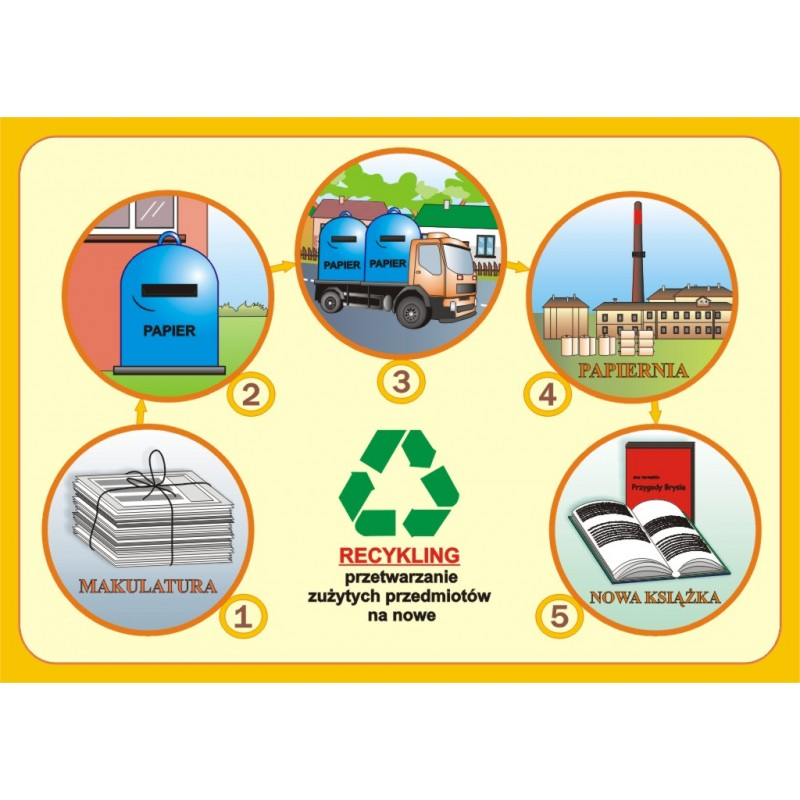 MAKULATURA
1
PAPIER
2
PAPIER PAPIER
3
PAPIERNIA
4
Przygody Brysia
NOWA KSIĄŻKA
5
RECYKLING
przetwarzanie
zużytych przedmiotów
na nowe